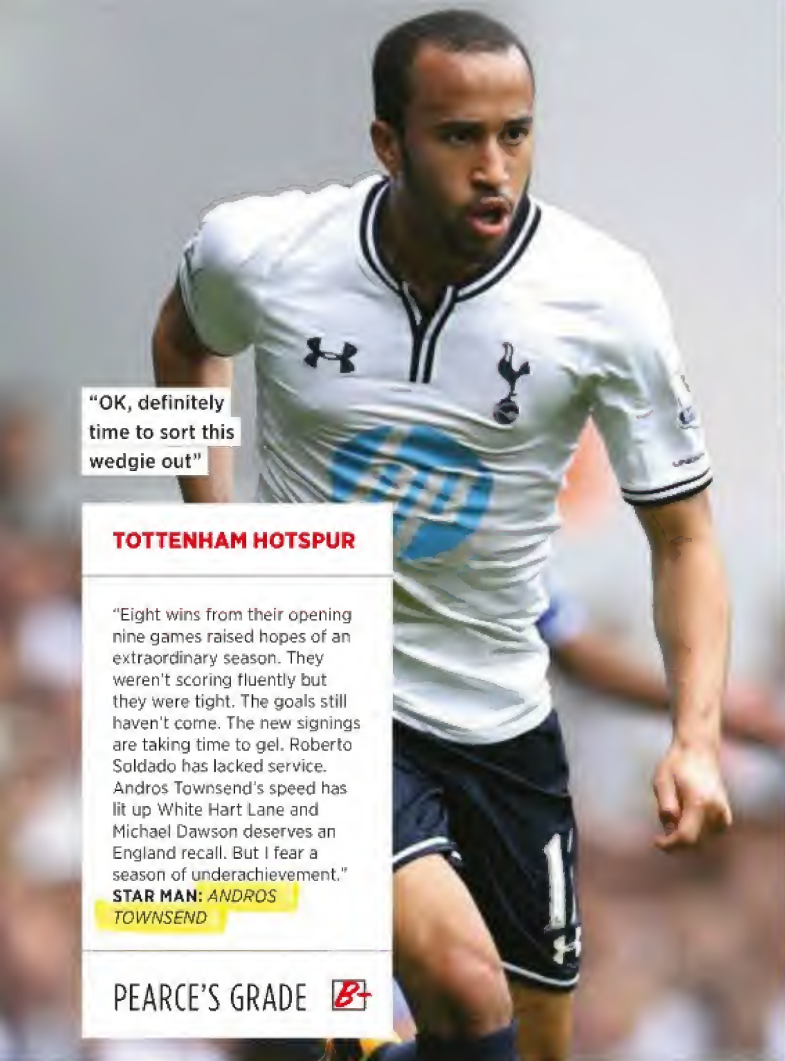 “OK, definitely
time to sort this
wedgie out”
hp
TOTTENHAM HOTSPUR
“Eight wins from their opening
nine games raised hopes of an
extraordinary season. They
weren't scoring fluently but
they were tight. The goals still
haven't come. The new signings
are taking time to gel. Roberto
Soldado has lacked service.
Andros Townsend's speed has
lit up White Hart Lane and
Michael Dawson deserves an
England recall. But I fear a
season of underachievement.”
STAR MAN: ANDROS
TOWNSEND
PEARCE'S GRADE B+